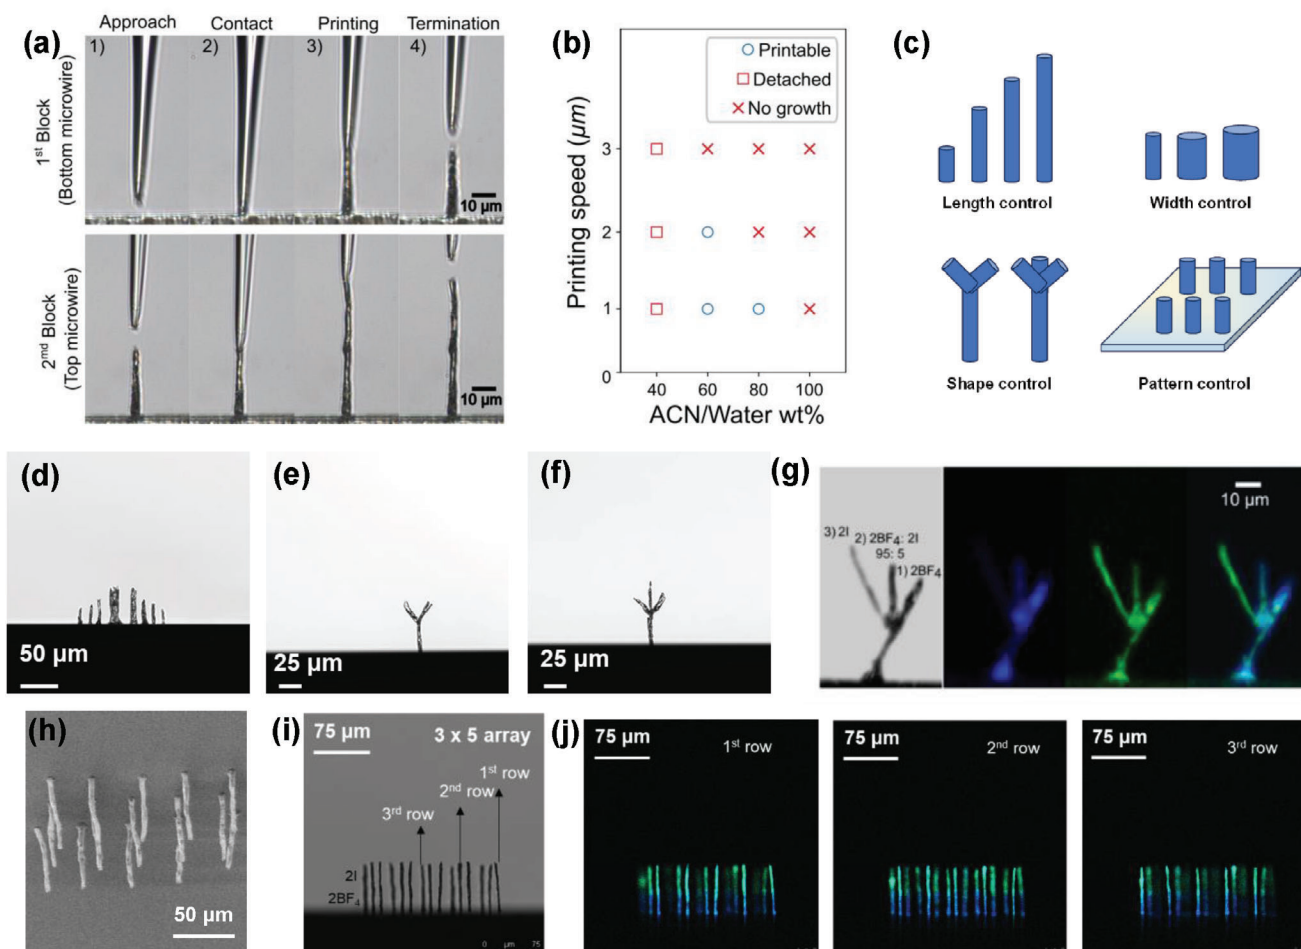 (a)
Approach
Contact
Printing
Termination
1)
2)
3)
4)
1st Block
(Bottom microwire)
10 µm
2nd Block
(Top microwire)
10 µm
(b)
Printable
Detached
No growth
Printing speed (µm)
3
2
1
0
40
60
80
100
ACN/Water wt%
(c)
Length control
Width control
Shape control
Pattern control
(d)
50 µm
(e)
25 µm
(f)
25 µm
(g)
10 µm
3) 2I
2) 2BF4: 2I
95: 5
1) 2BF4
(h)
50 µm
(i)
75 µm
3 x 5 array
1st row
2nd row
3rd row
2I
2BF4
0 µm 75
(j)
75 µm
1st row
75 µm
2nd row
75 µm
3rd row